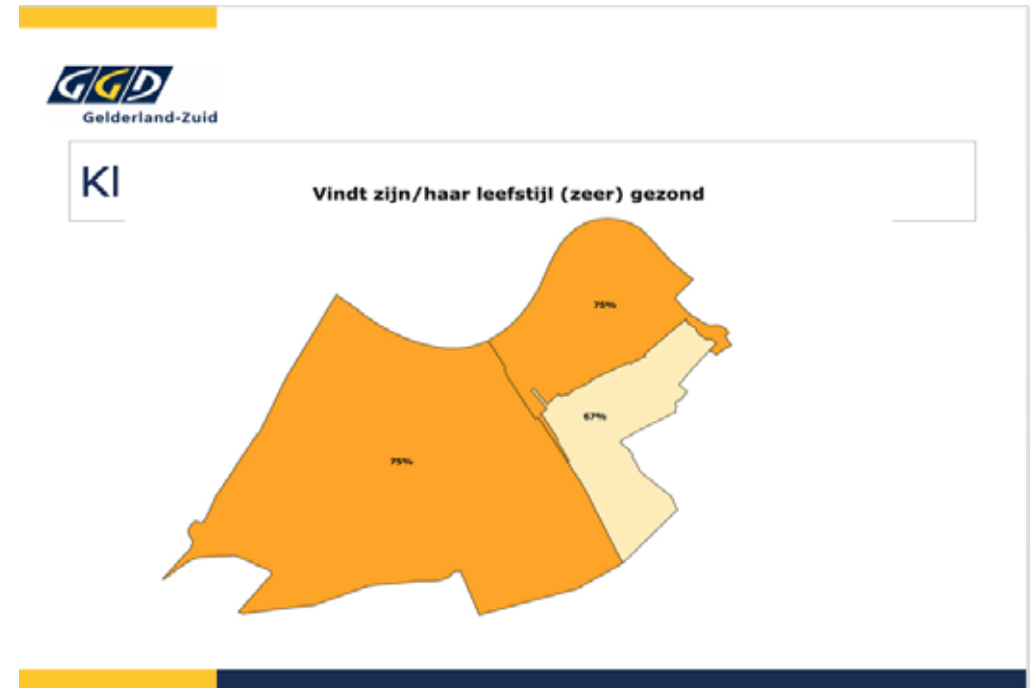 GGD
Gelderland-Zuid
Kl
Vindt zijn/haar leefstijl (zeer) gezond
75%
67%
75%